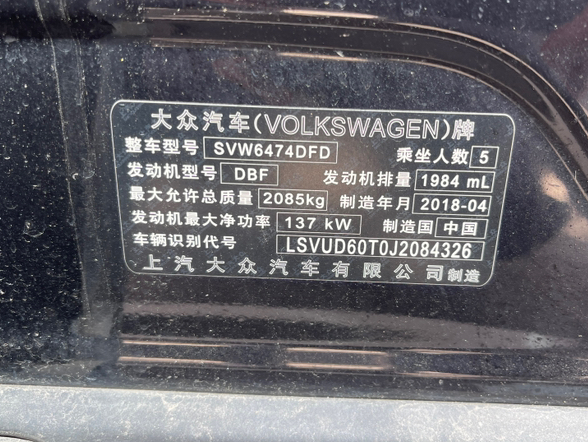 大众汽车(VOLKSWAGEN)牌
整车型号 SVW6474DFD 乘坐人数 5
发动机型号 DBF 发动机排量 1984 mL
最大允许总质量 2085kg 制造年月 2018-04
发动机最大净功率 137 kW 制造国 中国
车辆识别代号 LSVUD60T0J2084326
上汽大众汽车有限公司制造